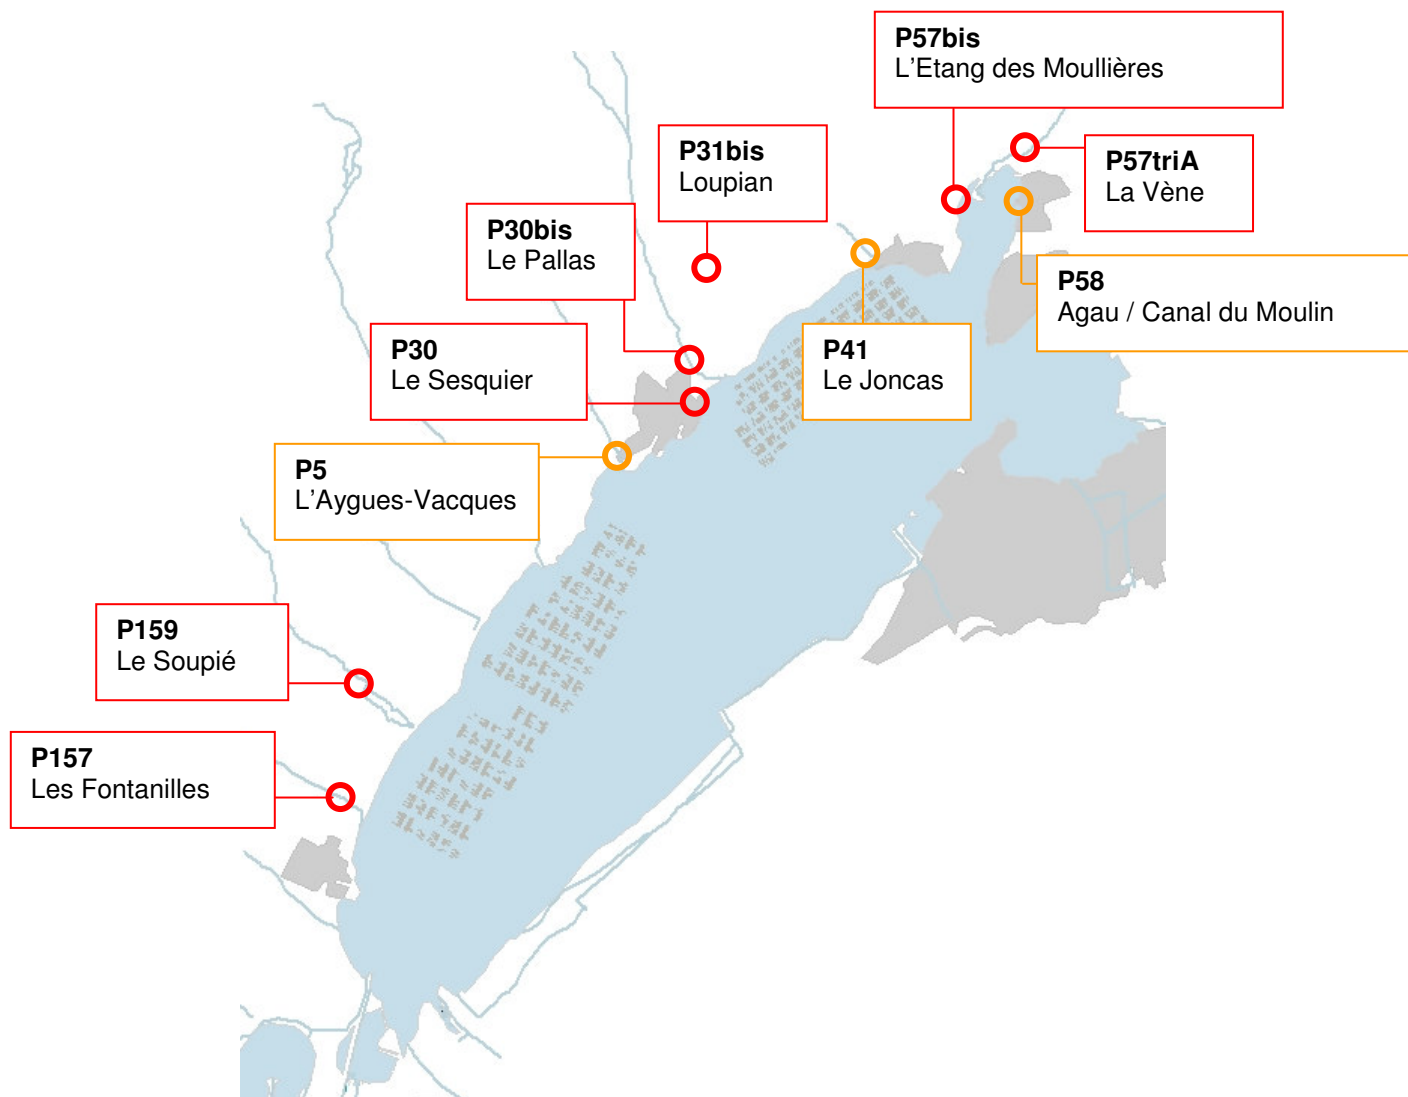 P57bis
L'Etang des Moullières
P31bis
Loupian
P57triA
La Vène
P30bis
Le Pallas
P58
Agau / Canal du Moulin
P30
Le Sesquier
P41
Le Joncas
P5
L'Aygues-Vacques
P159
Le Soupié
P157
Les Fontanilles